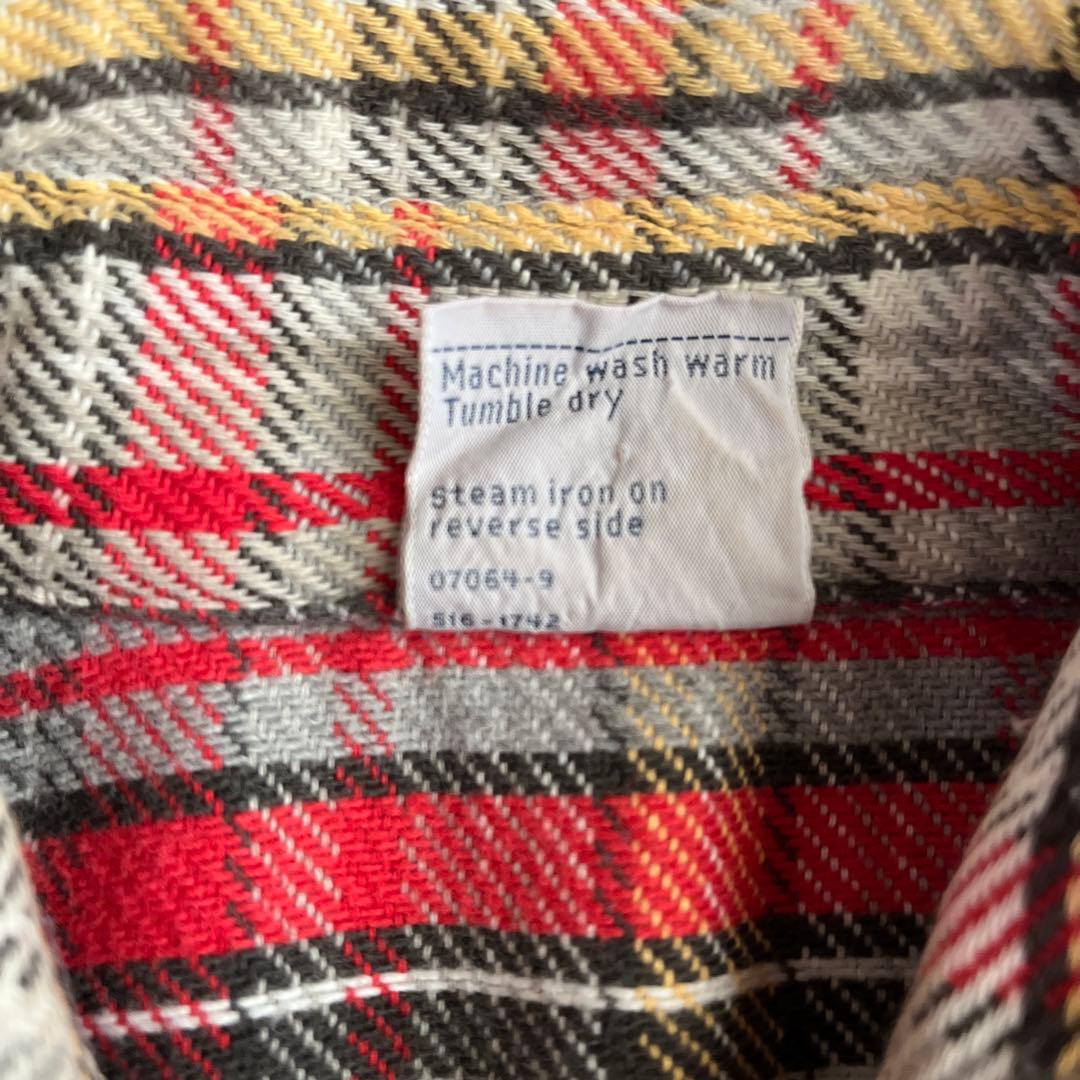 Machine wash warm
Tumble dry
steam iron on
reverse side
07064-9
516-1742